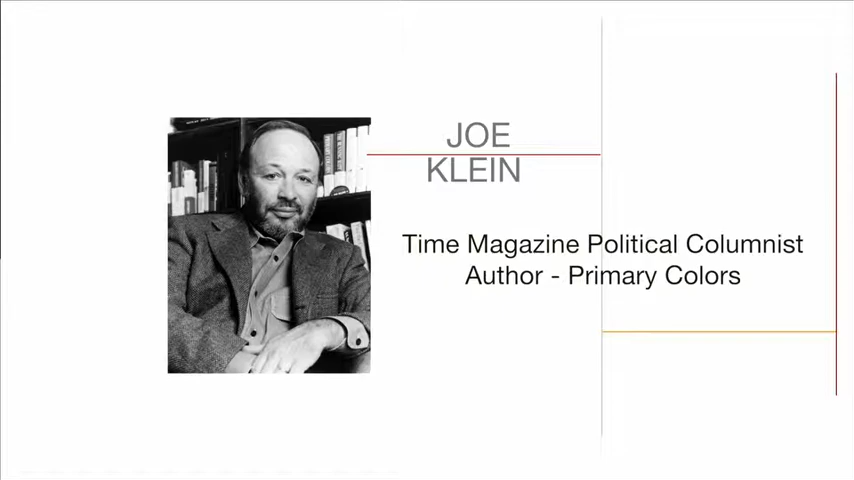 JOE
KLEIN
Time Magazine Political Columnist
Author - Primary Colors